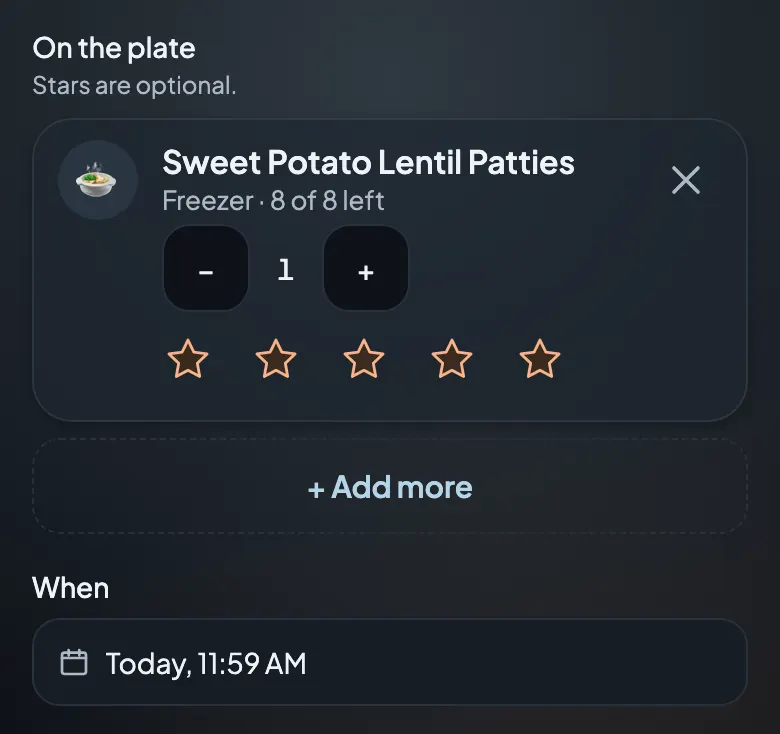 On the plate
Stars are optional.
Sweet Potato Lentil Patties
Freezer · 8 of 8 left
- 1 +
+ Add more
When
Today, 11:59 AM